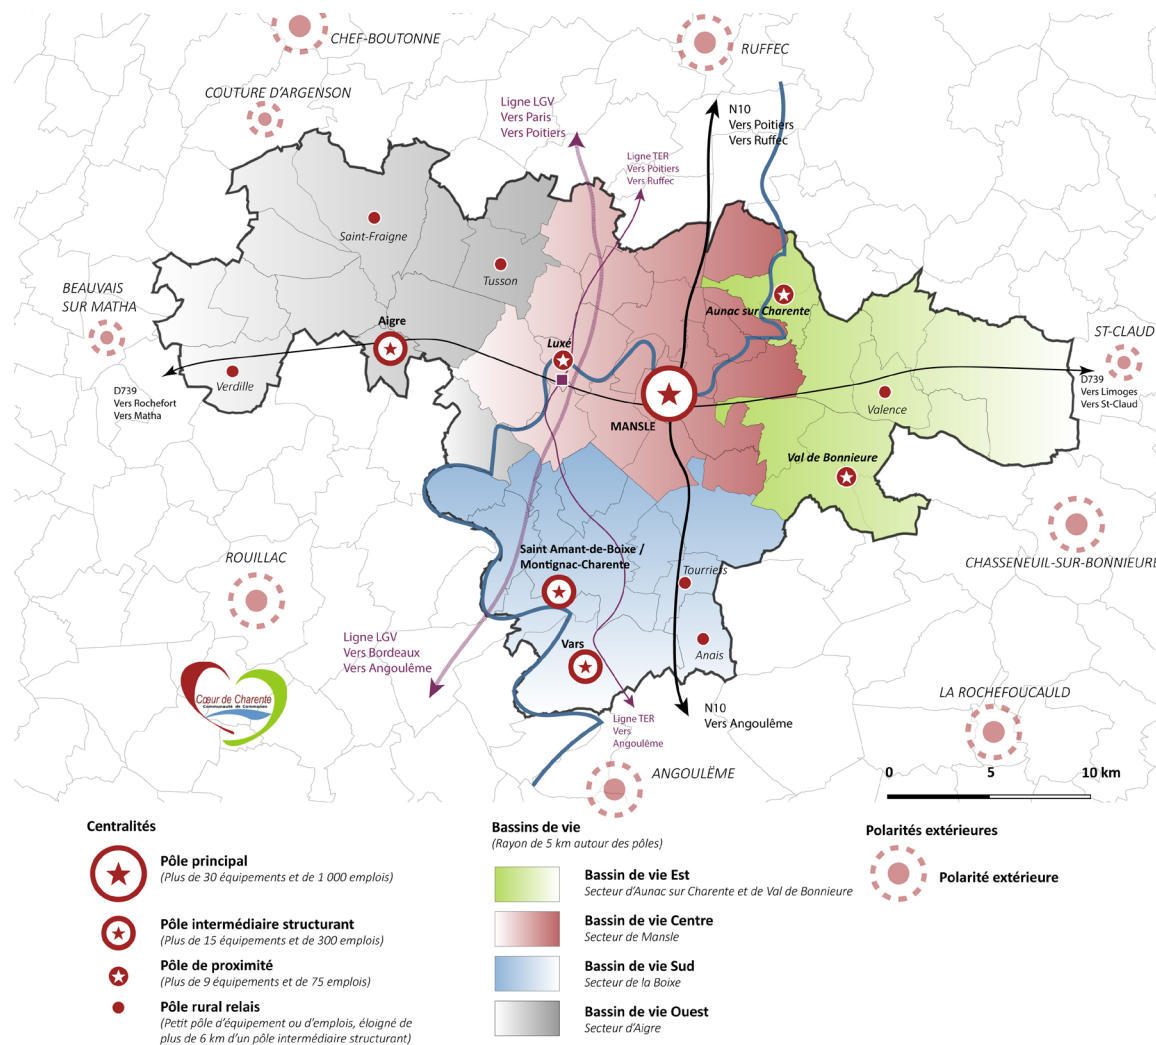 CHEF-BOUTONNE
RUFFEC
COUTURE D'ARGENSON
Ligne LGV
Vers Paris
Vers Poitiers
N10
Vers Poitiers
Vers Ruffec
Ligne TER
Vers Poitiers
Vers Ruffec
Saint-Fraigne
Tusson
BEAUVAIS
SUR MATHA
Aunac sur Charente
Aigre
Luxé
ST-CLAUD
Verdille
D739
Vers Rochefort
Vers Matha
D739
Vers Limoges
Vers St-Claud
Valence
MANSLE
Val de Bonnieure
ROUILLAC
Saint Amant-de-Boixe /
Montignac-Charente
Tourriers
CHASSENEUIL-SUR-BONNIEURE
Ligne LGV
Vers Bordeaux
Vers Angoulême
Vars
Anais
Cœur de Charente
Communauté de Communes
LA ROCHEFOUCAULD
Ligne TER
Vers
Angoulême
N10
Vers Angoulême
ANGOULËME
0 5 10 km
Centralités
Pôle principal
(Plus de 30 équipements et de 1 000 emplois)
Pôle intermédiaire structurant
(Plus de 15 équipements et de 300 emplois)
Pôle de proximité
(Plus de 9 équipements et de 75 emplois)
Pôle rural relais
(Petit pôle d'équipement ou d'emplois, éloigné de
plus de 6 km d'un pôle intermédiaire structurant)
Bassins de vie
(Rayon de 5 km autour des pôles)
Bassin de vie Est
Secteur d'Aunac sur Charente et de Val de Bonnieure
Bassin de vie Centre
Secteur de Mansle
Bassin de vie Sud
Secteur de la Boixe
Bassin de vie Ouest
Secteur d'Aigre
Polarités extérieures
Polarité extérieure